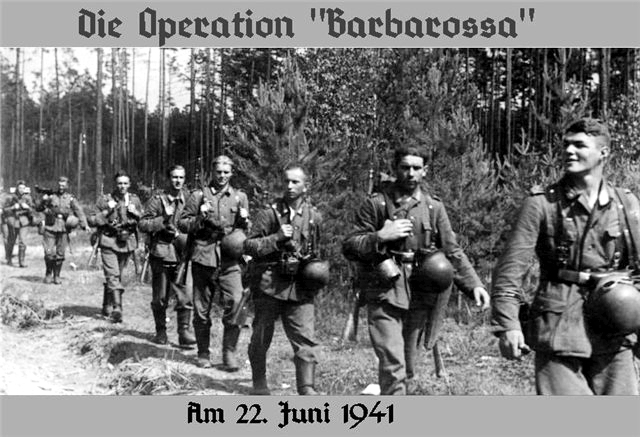 Die Operation "Barbarossa"
Am 22. Juni 1941